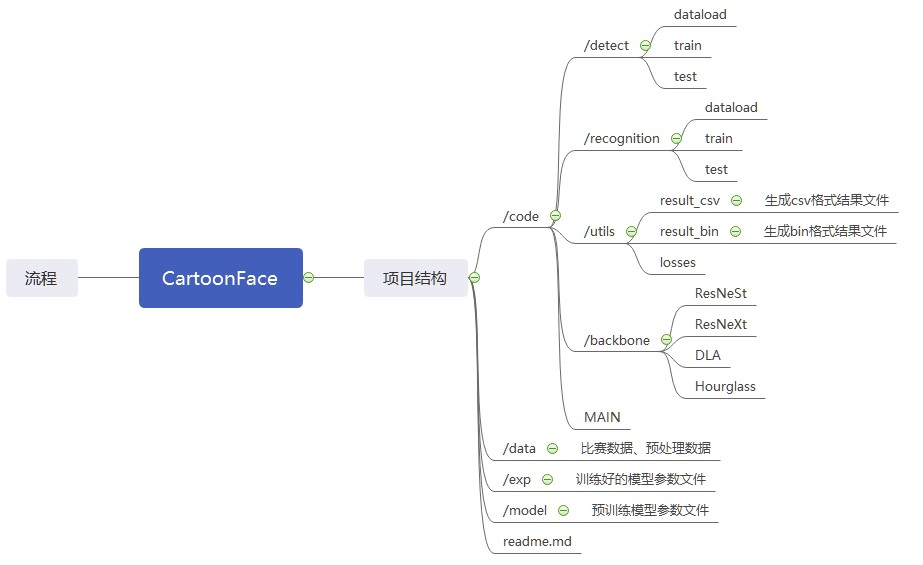 流程
CartoonFace
项目结构
/code
/detect
dataload
train
test
/recognition
dataload
train
test
/utils
result_csv 生成csv格式结果文件
result_bin 生成bin格式结果文件
losses
/backbone
ResNeSt
ResNeXt
DLA
Hourglass
MAIN
/data 比赛数据、预处理数据
/exp 训练好的模型参数文件
/model 预训练模型参数文件
readme.md